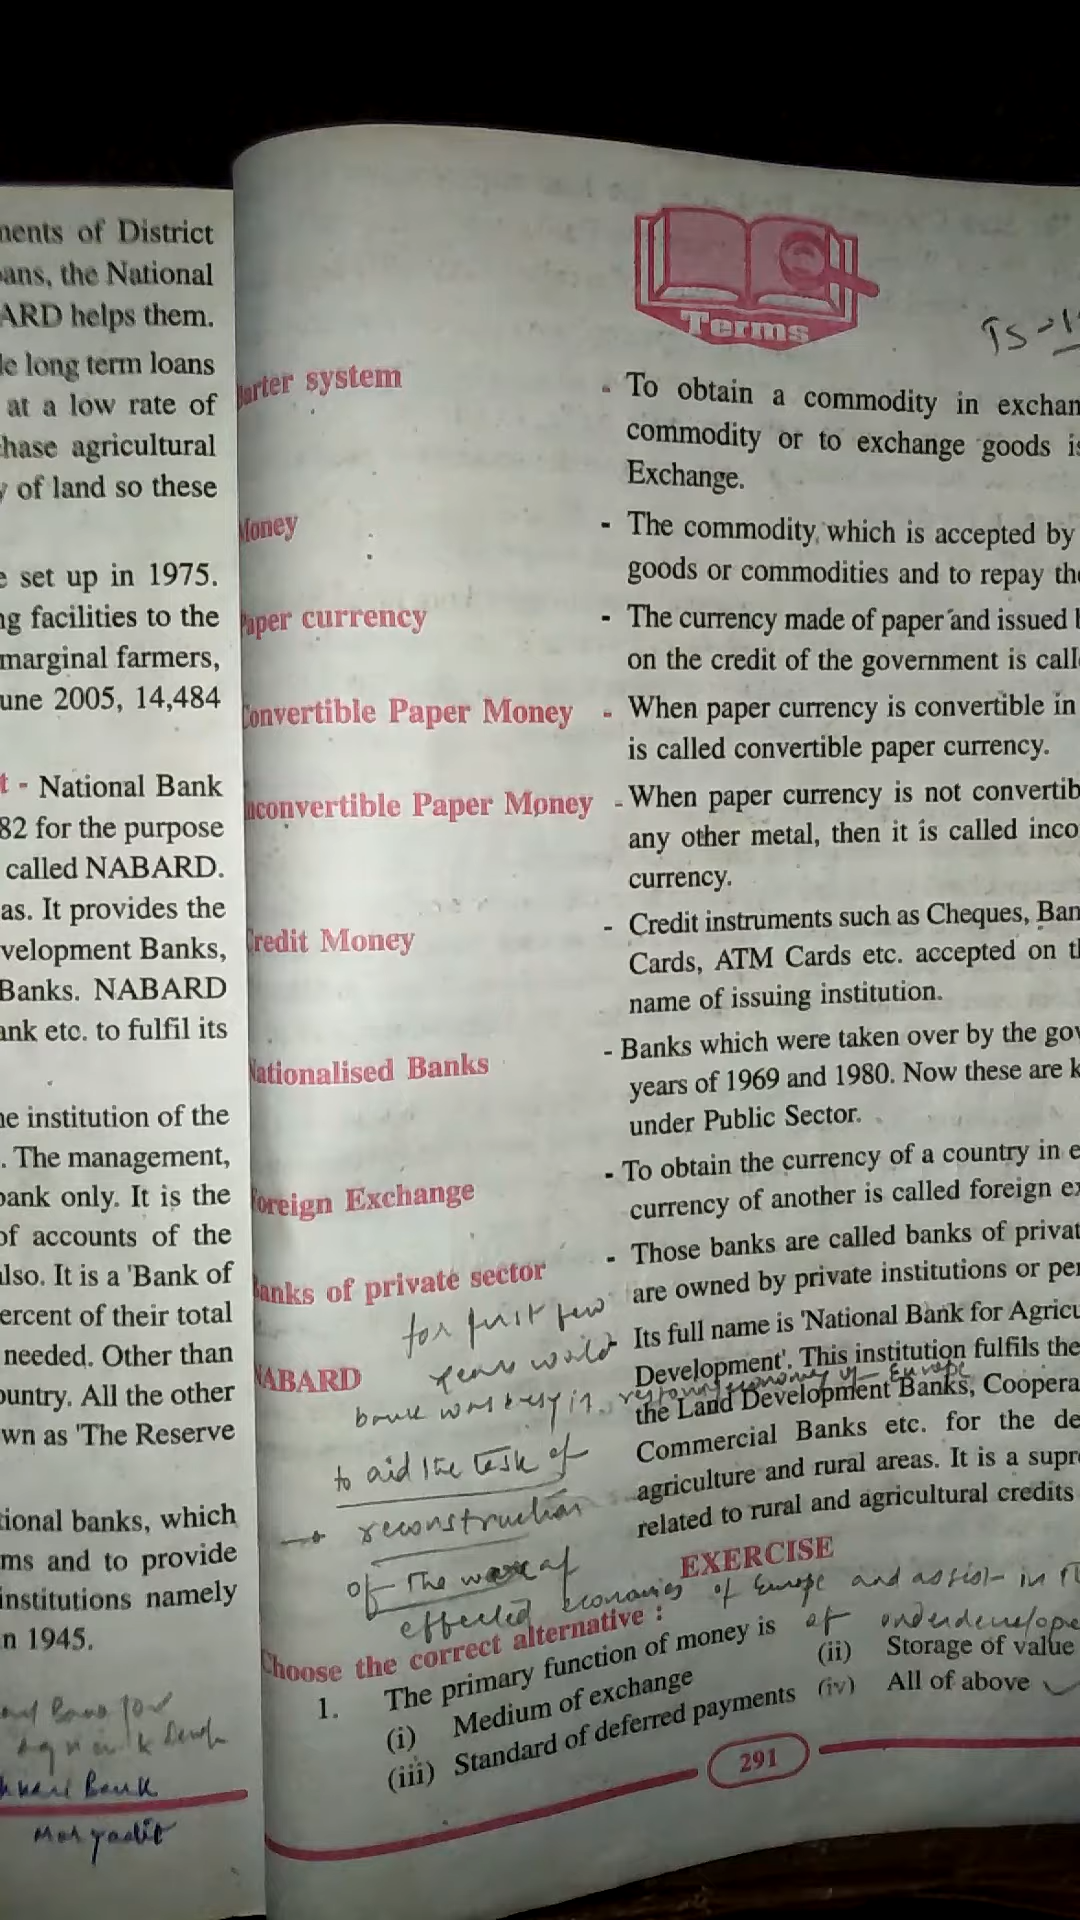 ments of District
ans, the National
ARD helps them.
le long term loans
at a low rate of
hase agricultural
y of land so these
e set up in 1975.
ng facilities to the
marginal farmers,
une 2005, 14,484
t - National Bank
82 for the purpose
called NABARD.
as. It provides the
velopment Banks,
Banks. NABARD
ank etc. to fulfil its
he institution of the
. The management,
bank only. It is the
of accounts of the
also. It is a 'Bank of
ercent of their total
needed. Other than
ountry. All the other
wn as 'The Reserve
tional banks, which
ms and to provide
institutions namely
n 1945.
Bank
Terms
TS
arter system - To obtain a commodity in exchan
commodity or to exchange goods is
Exchange.
Money - The commodity, which is accepted by
goods or commodities and to repay the
Paper currency - The currency made of paper and issued b
on the credit of the government is calle
Convertible Paper Money - When paper currency is convertible in
is called convertible paper currency.
nconvertible Paper Money - When paper currency is not convertib
any other metal, then it is called inco
currency.
Credit Money - Credit instruments such as Cheques, Ban
Cards, ATM Cards etc. accepted on th
name of issuing institution.
Nationalised Banks - Banks which were taken over by the gov
years of 1969 and 1980. Now these are k
under Public Sector.
Foreign Exchange - To obtain the currency of a country in e
currency of another is called foreign ex
Banks of private sector - Those banks are called banks of privat
are owned by private institutions or per
for first few
years world
bank was busy in restoring economy of Europe
to aid the task of
→ reconstruction
of The war
effected economies of Europe and assist in
of underdevelope
NABARD - Its full name is 'National Bank for Agricu
Development'. This institution fulfils the
the Land Development Banks, Coopera
Commercial Banks etc. for the de
agriculture and rural areas. It is a supre
related to rural and agricultural credits
EXERCISE
Choose the correct alternative :
1. The primary function of money is
(i) Medium of exchange (ii) Storage of value
(iii) Standard of deferred payments (iv) All of above
291